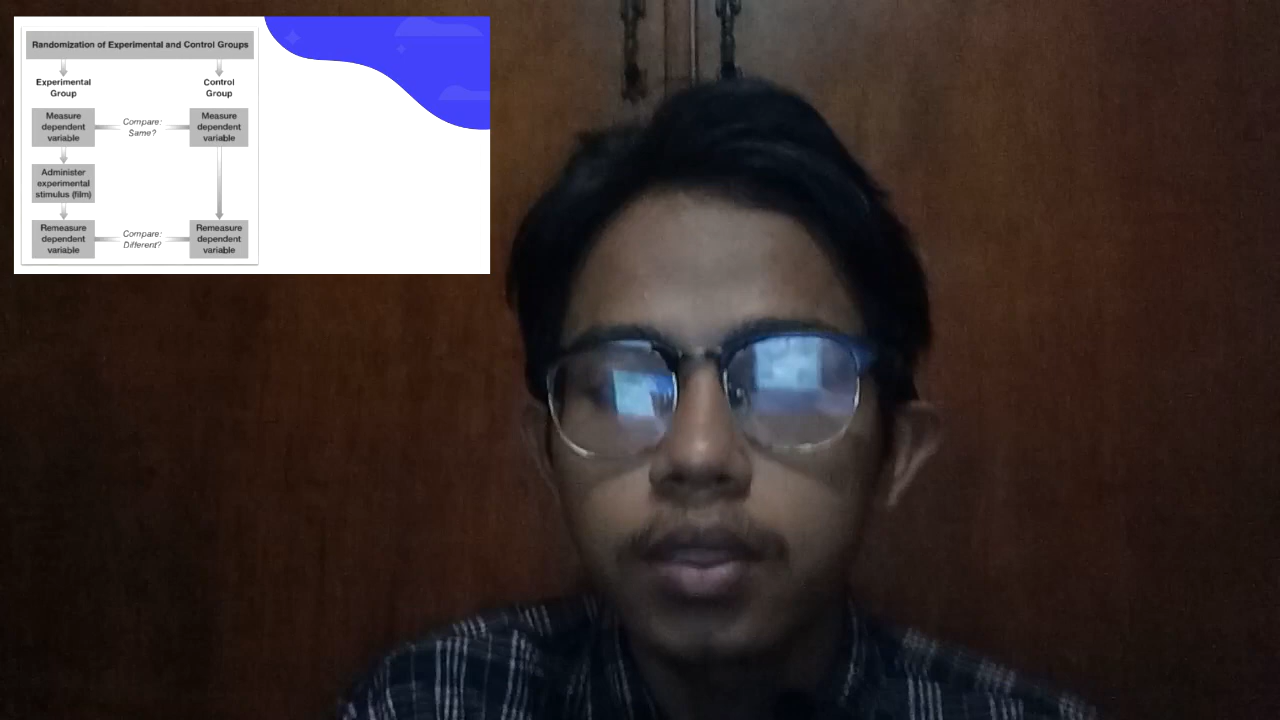 Randomization of Experimental and Control Groups
Experimental
Group
Control
Group
Measure
dependent
variable
Compare:
Same?
Measure
dependent
variable
Administer
experimental
stimulus (film)
Remeasure
dependent
variable
Compare:
Different?
Remeasure
dependent
variable